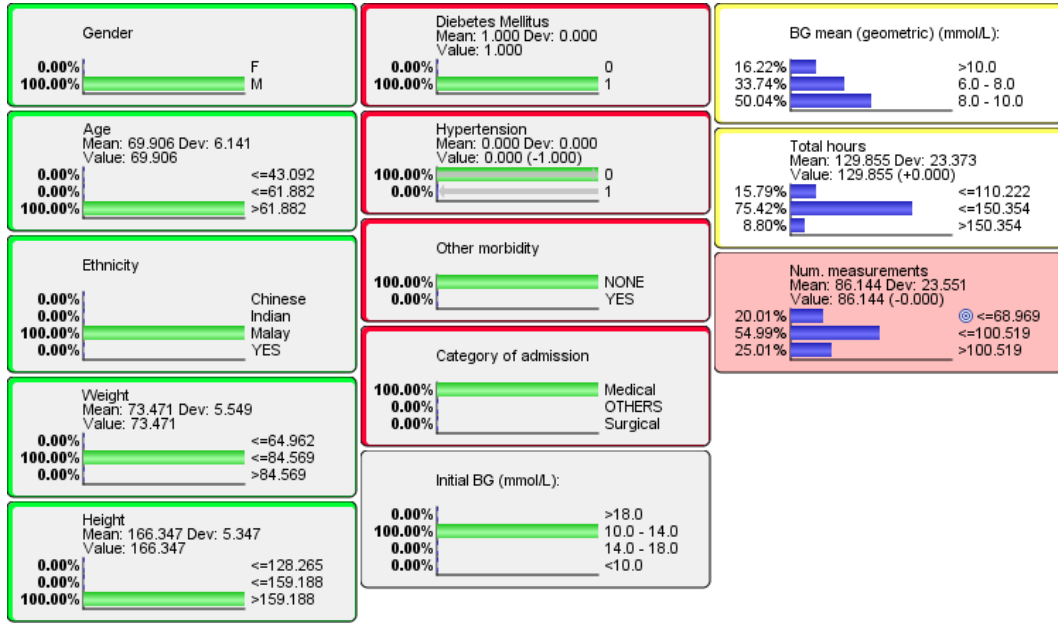 Gender
0.00% F
100.00% M
Age
Mean: 69.906 Dev: 6.141
Value: 69.906
0.00% <=43.092
0.00% <=61.882
100.00% >61.882
Ethnicity
0.00% Chinese
0.00% Indian
100.00% Malay
0.00% YES
Weight
Mean: 73.471 Dev: 5.549
Value: 73.471
0.00% <=64.962
100.00% <=84.569
0.00% >84.569
Height
Mean: 166.347 Dev: 5.347
Value: 166.347
0.00% <=128.265
0.00% <=159.188
100.00% >159.188
Diebetes Mellitus
Mean: 1.000 Dev: 0.000
Value: 1.000
0.00% 0
100.00% 1
Hypertension
Mean: 0.000 Dev: 0.000
Value: 0.000 (-1.000)
100.00% 0
0.00% 1
Other morbidity
100.00% NONE
0.00% YES
Category of admission
100.00% Medical
0.00% OTHERS
0.00% Surgical
Initial BG (mmol/L):
0.00% >18.0
100.00% 10.0 - 14.0
0.00% 14.0 - 18.0
0.00% <10.0
BG mean (geometric) (mmol/L):
16.22% >10.0
33.74% 6.0 - 8.0
50.04% 8.0 - 10.0
Total hours
Mean: 129.855 Dev: 23.373
Value: 129.855 (+0.000)
15.79% <=110.222
75.42% <=150.354
8.80% >150.354
Num. measurements
Mean: 86.144 Dev: 23.551
Value: 86.144 (-0.000)
20.01% <=68.969
54.99% <=100.519
25.01% >100.519